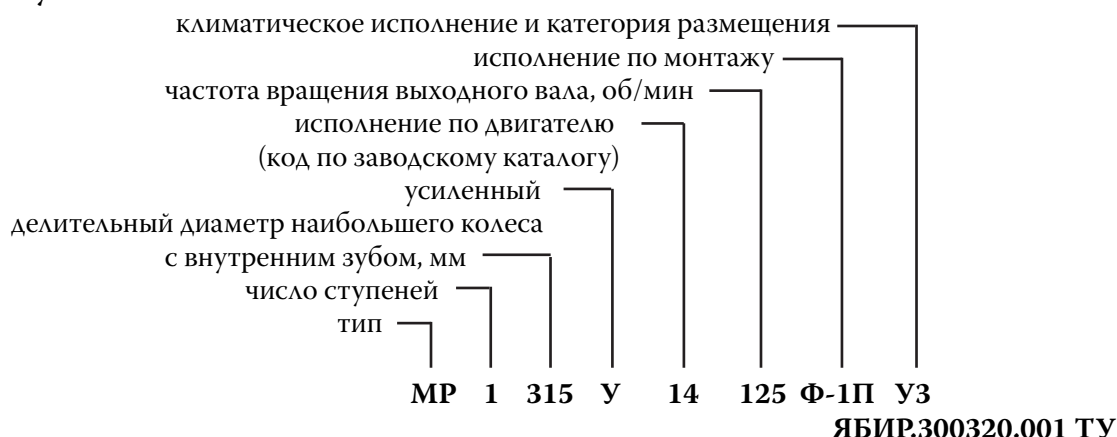 климатическое исполнение и категория размещения
исполнение по монтажу
частота вращения выходного вала, об/мин
исполнение по двигателю
(код по заводскому каталогу)
усиленный
делительный диаметр наибольшего колеса
с внутренним зубом, мм
число ступеней
тип
МР 1 315 У 14 125 Ф-1П У3
ЯБИР.300320.001 ТУ